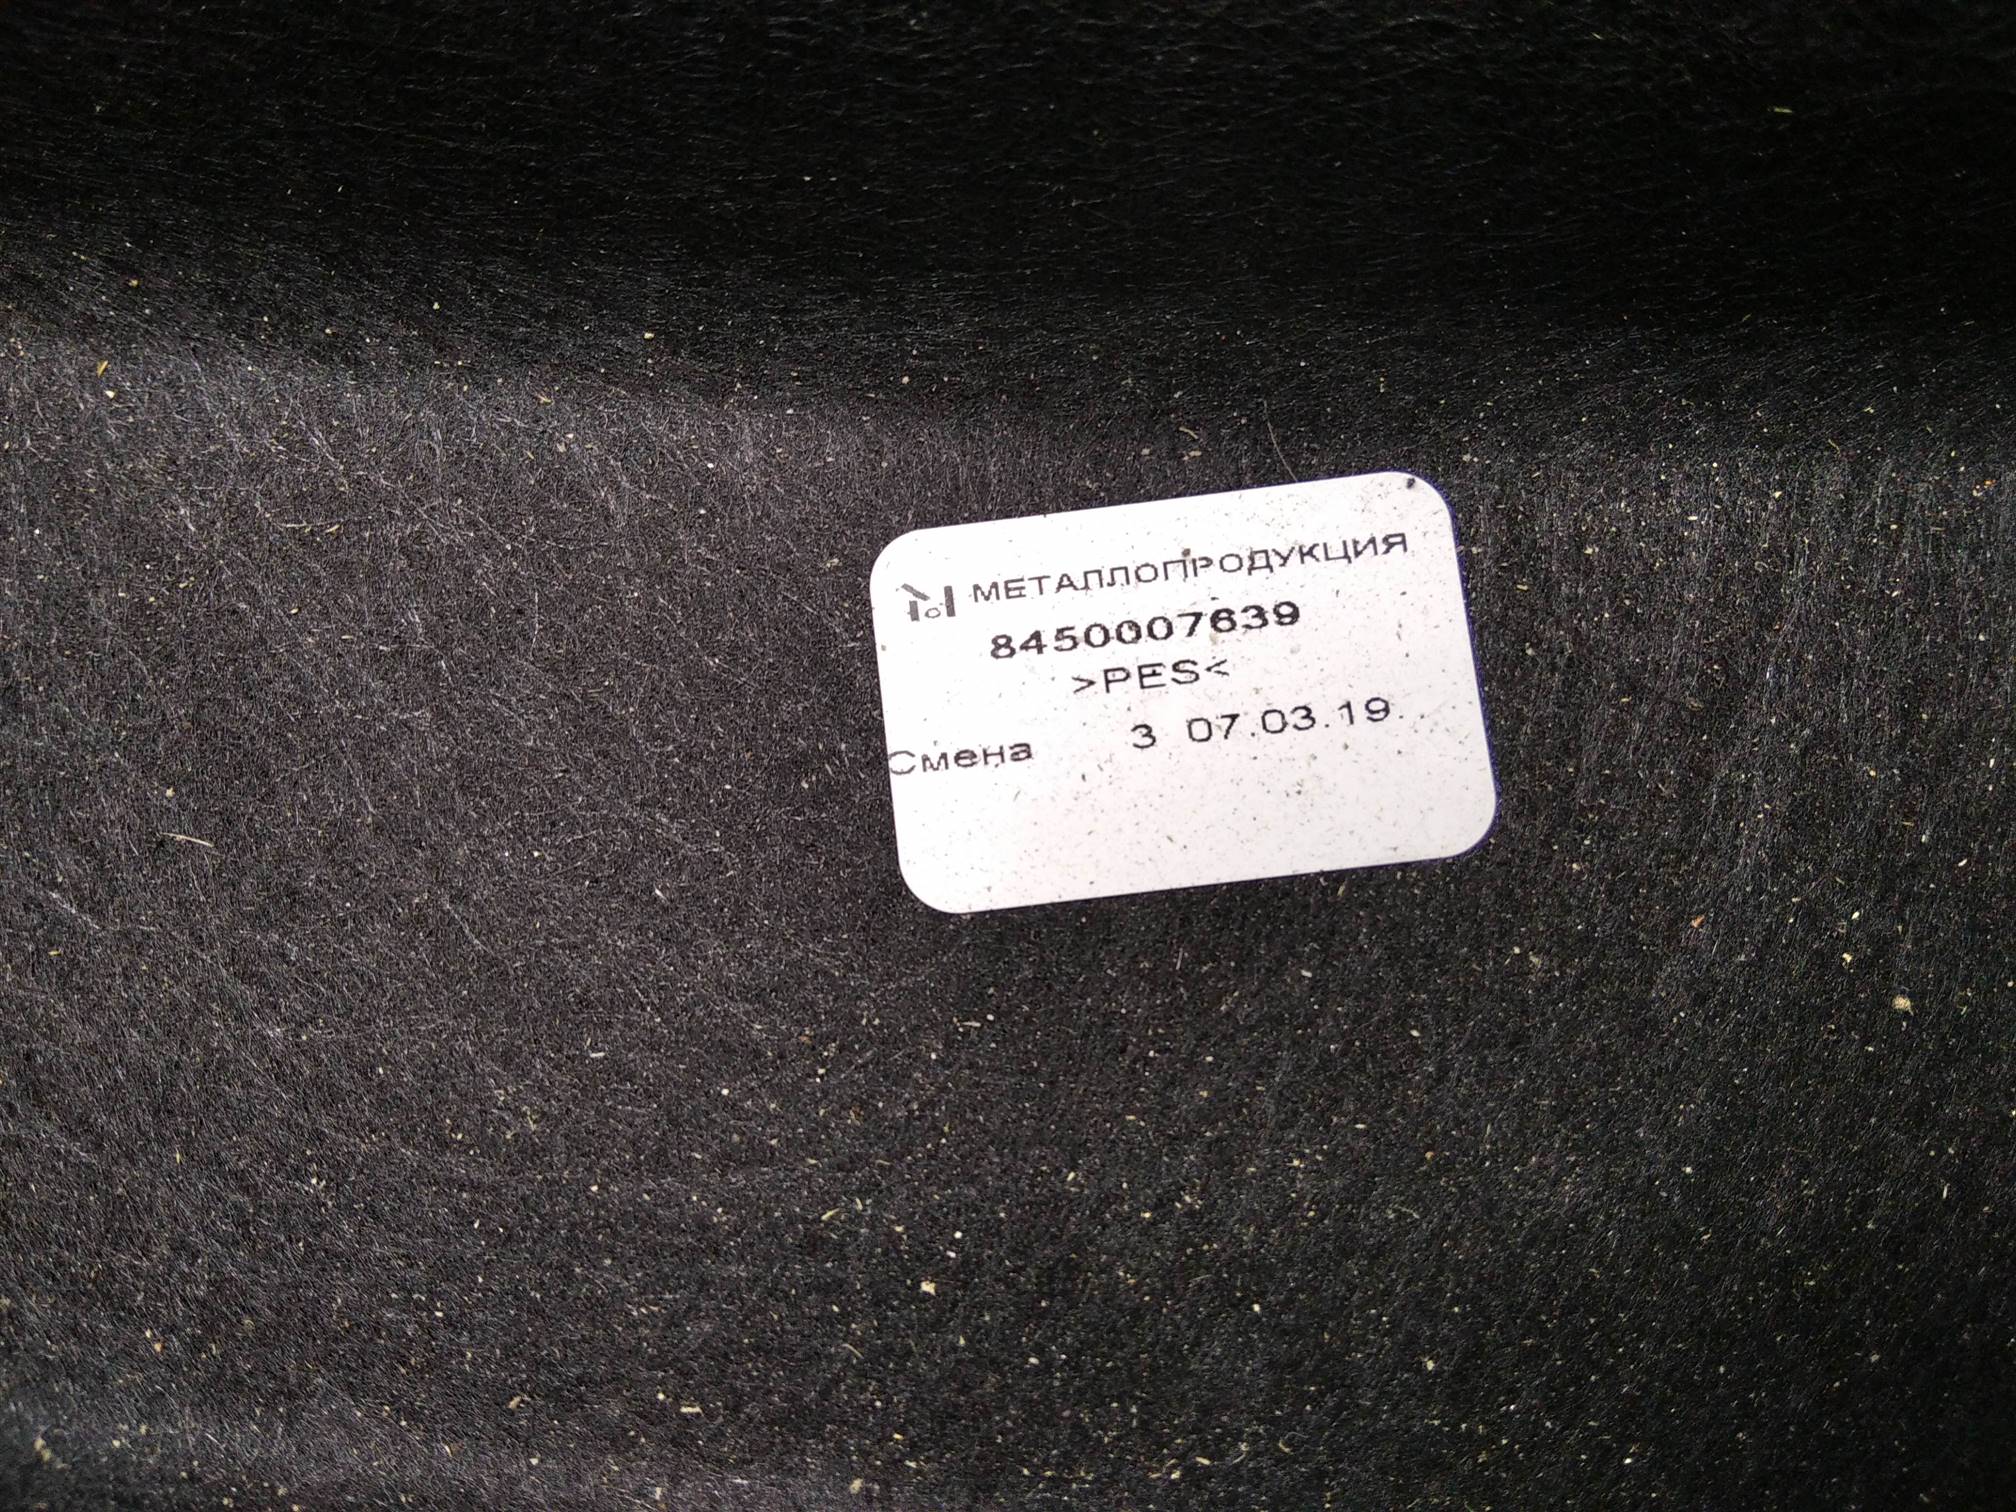 МЕТАЛЛОПРОДУКЦИЯ
8450007639
>PES<
Смена 3 07.03.19